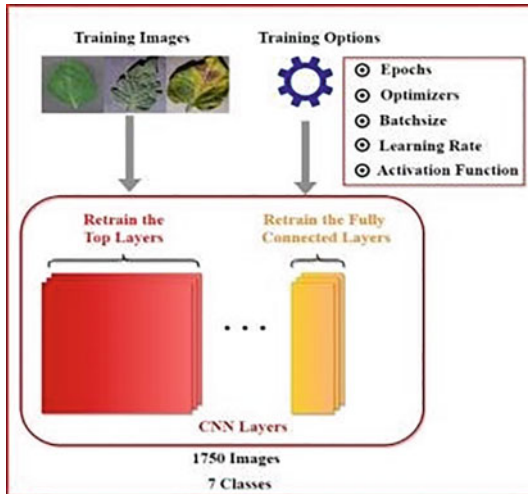 Training Images
Training Options
Epochs
Optimizers
Batchsize
Learning Rate
Activation Function
Retrain the
Top Layers
Retrain the Fully
Connected Layers
CNN Layers
1750 Images
7 Classes